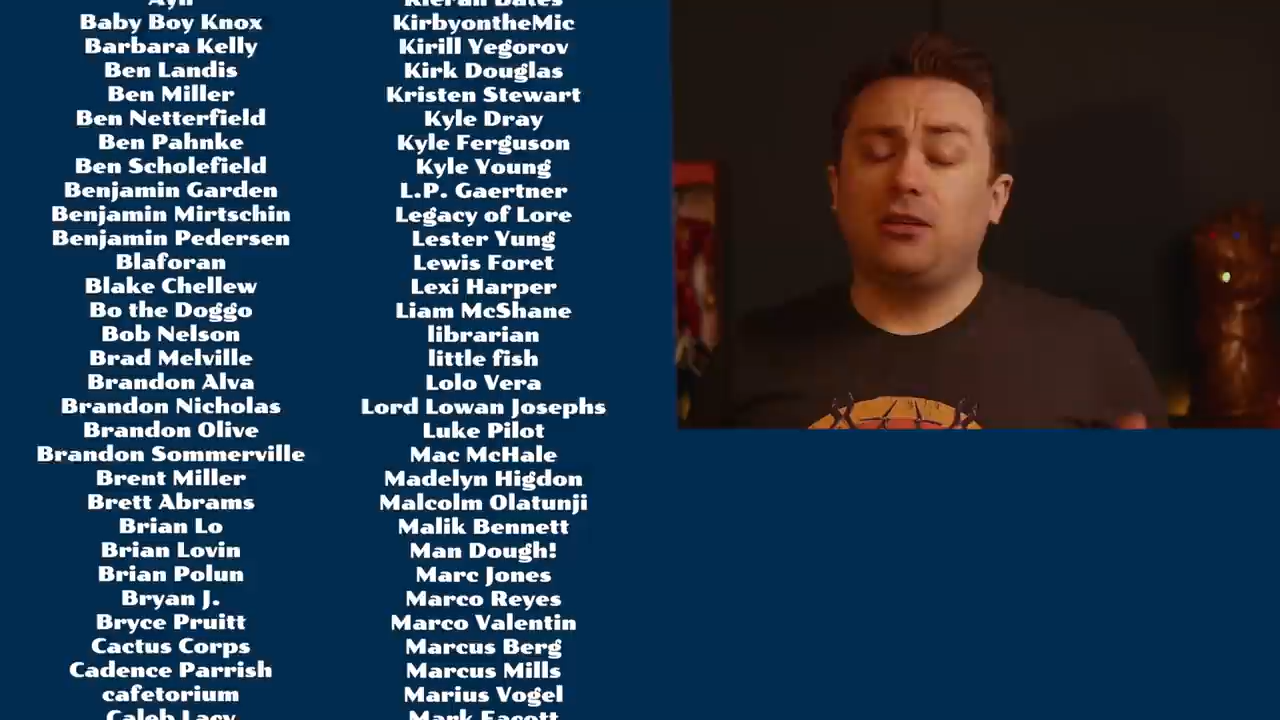 Baby Boy Knox
Barbara Kelly
Ben Landis
Ben Miller
Ben Netterfield
Ben Pahnke
Ben Scholefield
Benjamin Garden
Benjamin Mirtschin
Benjamin Pedersen
Blaforan
Blake Chellew
Bo the Doggo
Bob Nelson
Brad Melville
Brandon Alva
Brandon Nicholas
Brandon Olive
Brandon Sommerville
Brent Miller
Brett Abrams
Brian Lo
Brian Lovin
Brian Polun
Bryan J.
Bryce Pruitt
Cactus Corps
Cadence Parrish
cafetorium
Caleb Lacy
KirbyontheMic
Kirill Yegorov
Kirk Douglas
Kristen Stewart
Kyle Dray
Kyle Ferguson
Kyle Young
L.P. Gaertner
Legacy of Lore
Lester Yung
Lewis Foret
Lexi Harper
Liam McShane
librarian
little fish
Lolo Vera
Lord Lowan Josephs
Luke Pilot
Mac McHale
Madelyn Higdon
Malcolm Olatunji
Malik Bennett
Man Dough!
Marc Jones
Marco Reyes
Marco Valentin
Marcus Berg
Marcus Mills
Marius Vogel
Mark